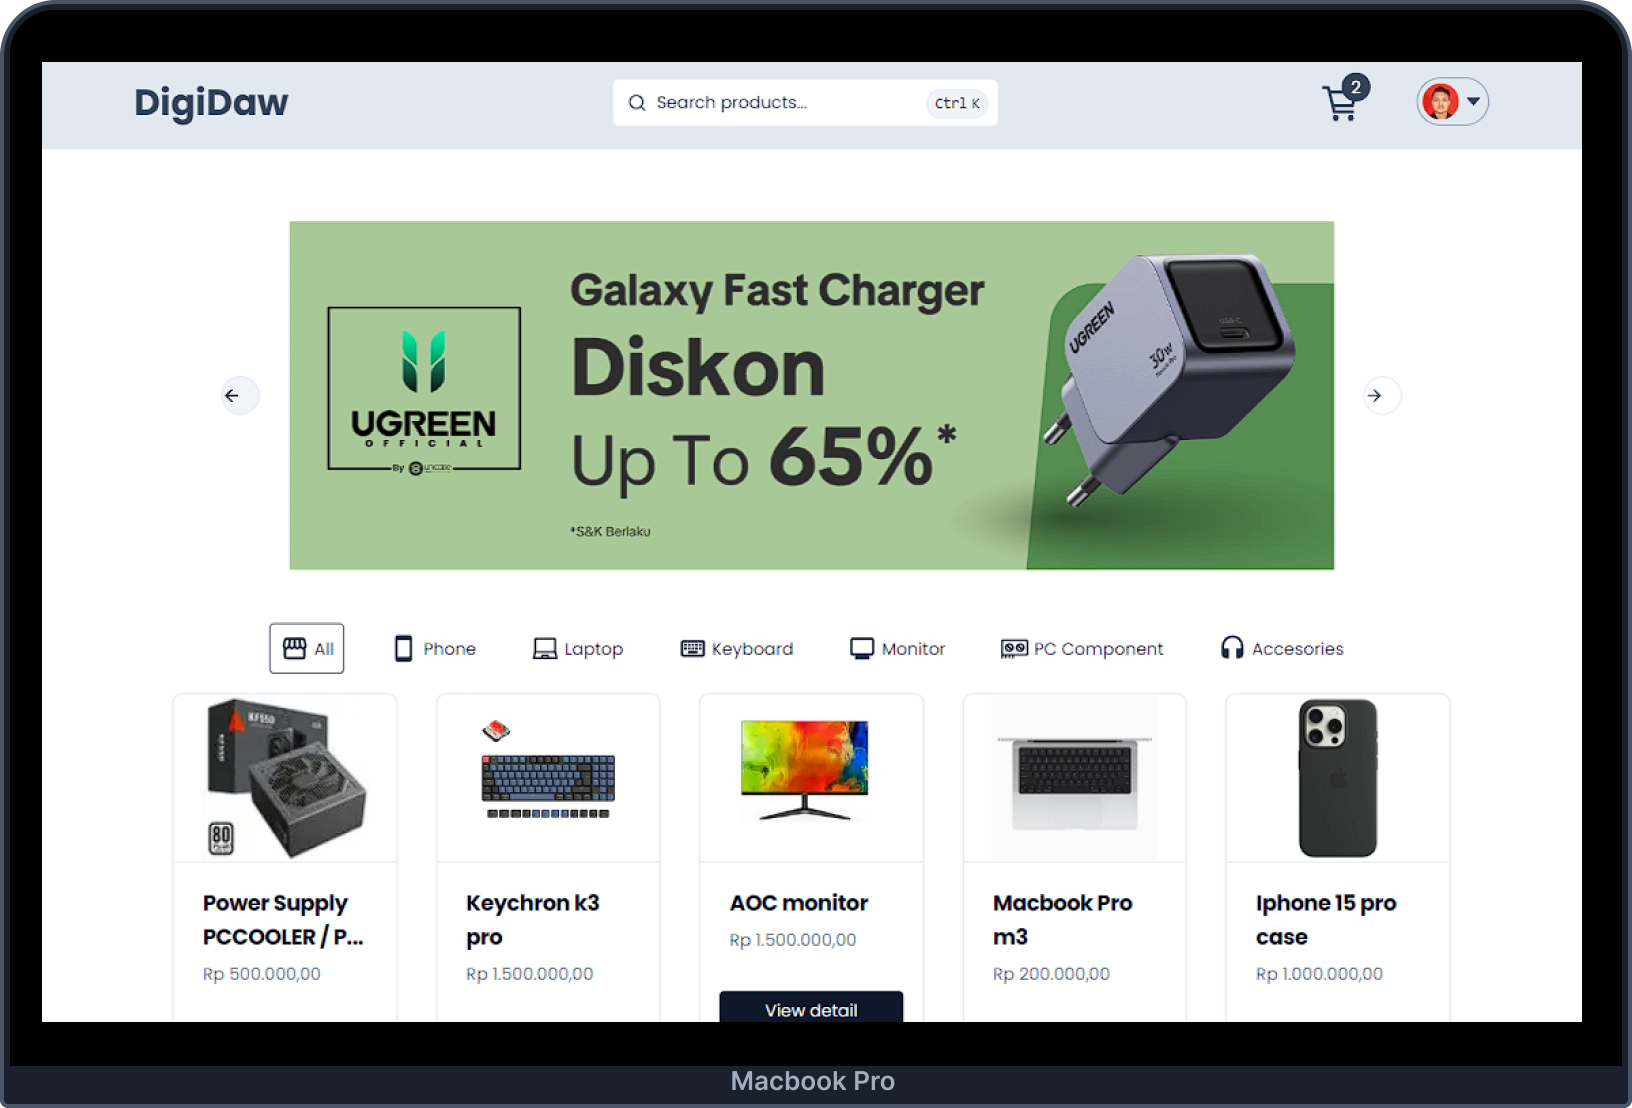 DigiDaw
Search products...
Ctrl K
2
Galaxy Fast Charger
Diskon
Up To 65%*
*S&K Berlaku
UGREEN
OFFICIAL
By
UGREEN
30W
USB-C
All
Phone
Laptop
Keyboard
Monitor
PC Component
Accesories
KF550
80
Power Supply
PCCOOLER / P...
Rp 500.000,00
Keychron k3
pro
Rp 1.500.000,00
AOC monitor
Rp 1.500.000,00
View detail
Macbook Pro
m3
Rp 200.000,00
Iphone 15 pro
case
Rp 1.000.000,00
Macbook Pro